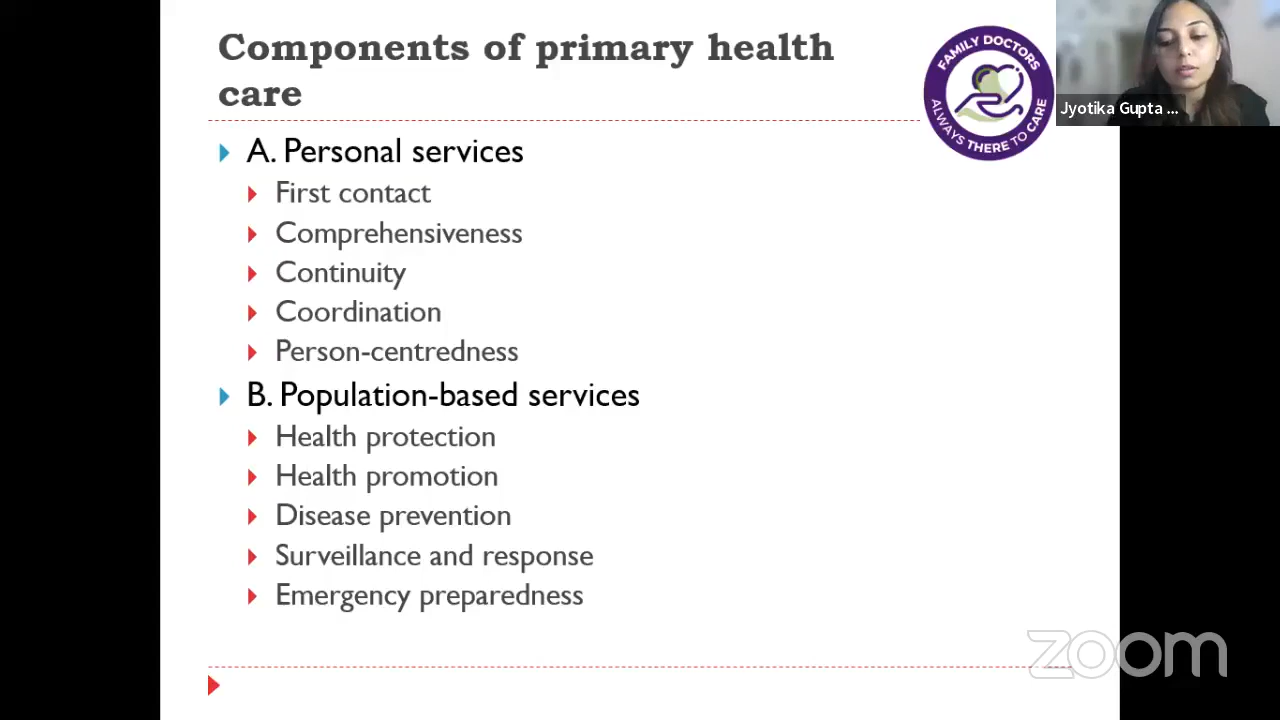 Components of primary health
care
A. Personal services
First contact
Comprehensiveness
Continuity
Coordination
Person-centredness
B. Population-based services
Health protection
Health promotion
Disease prevention
Surveillance and response
Emergency preparedness
FAMILY DOCTORS
ALWAYS THERE TO CARE
Jyotika Gupta ...
zoom